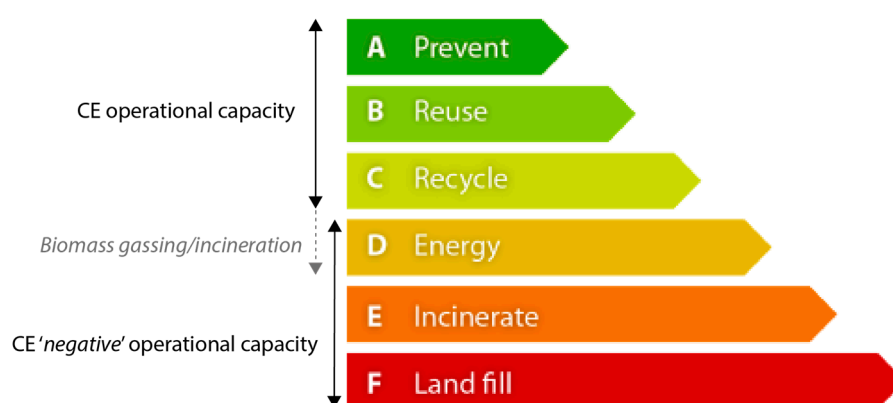 A Prevent
CE operational capacity
B Reuse
C Recycle
Biomass gassing/incineration
D Energy
E Incinerate
CE 'negative' operational capacity
F Land fill